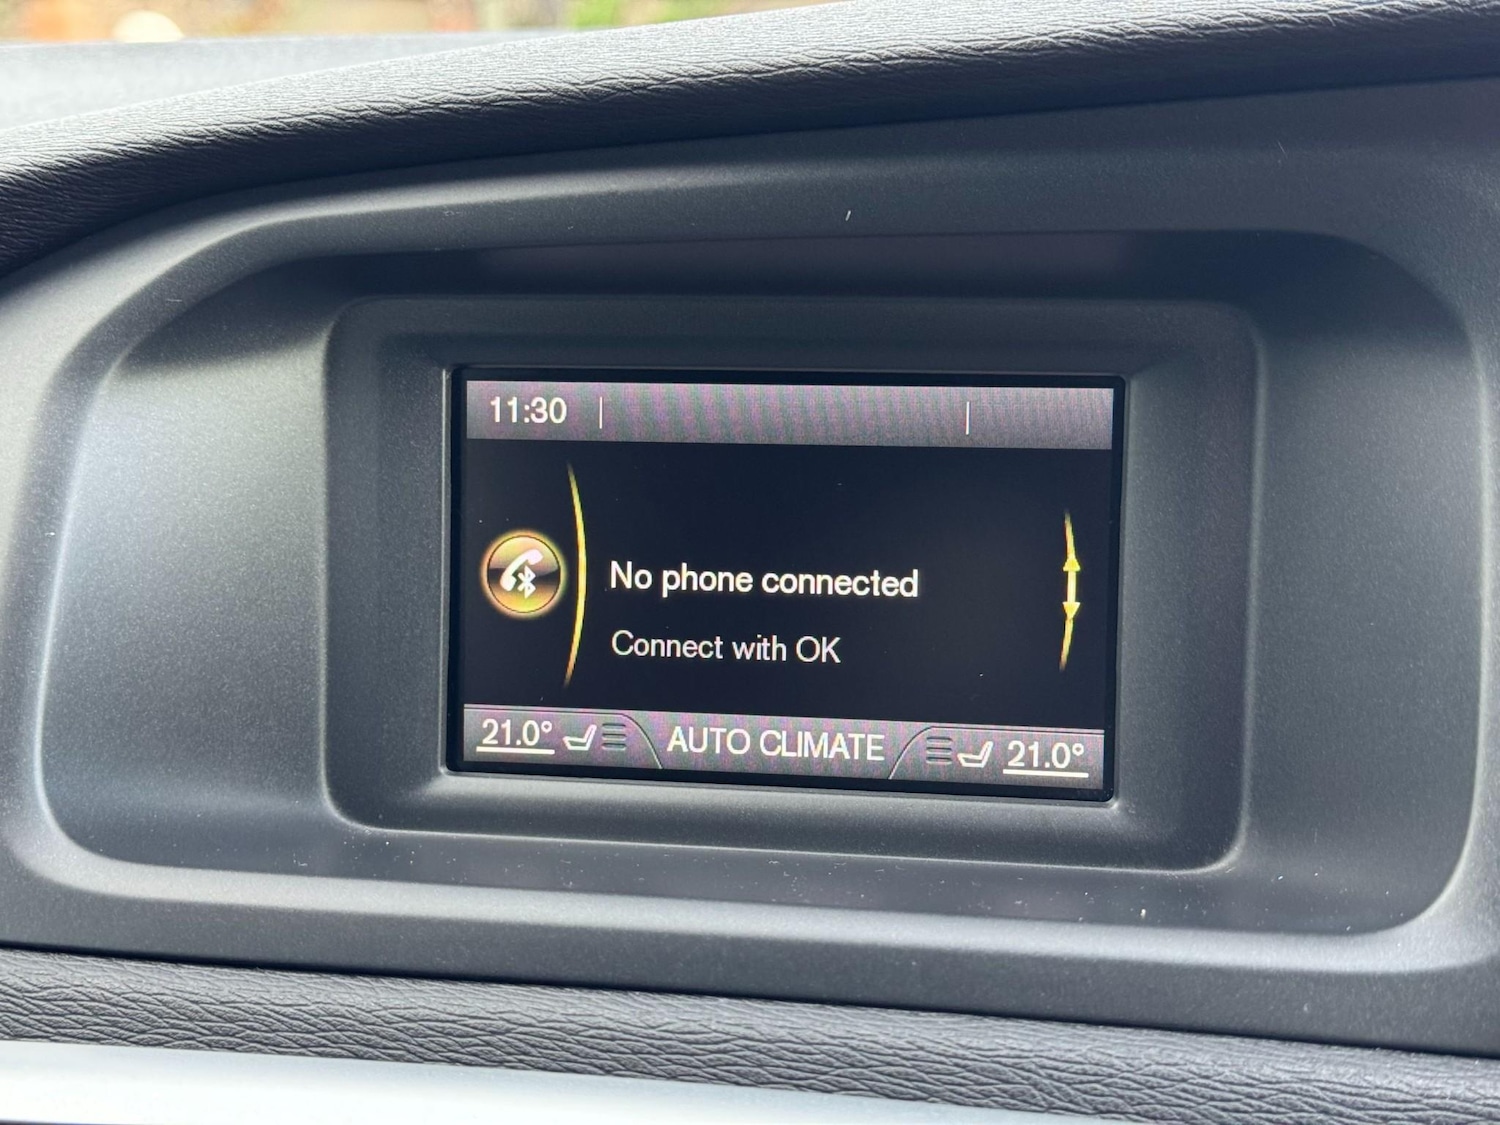 11:30
No phone connected
Connect with OK
21.0° AUTO CLIMATE 21.0°